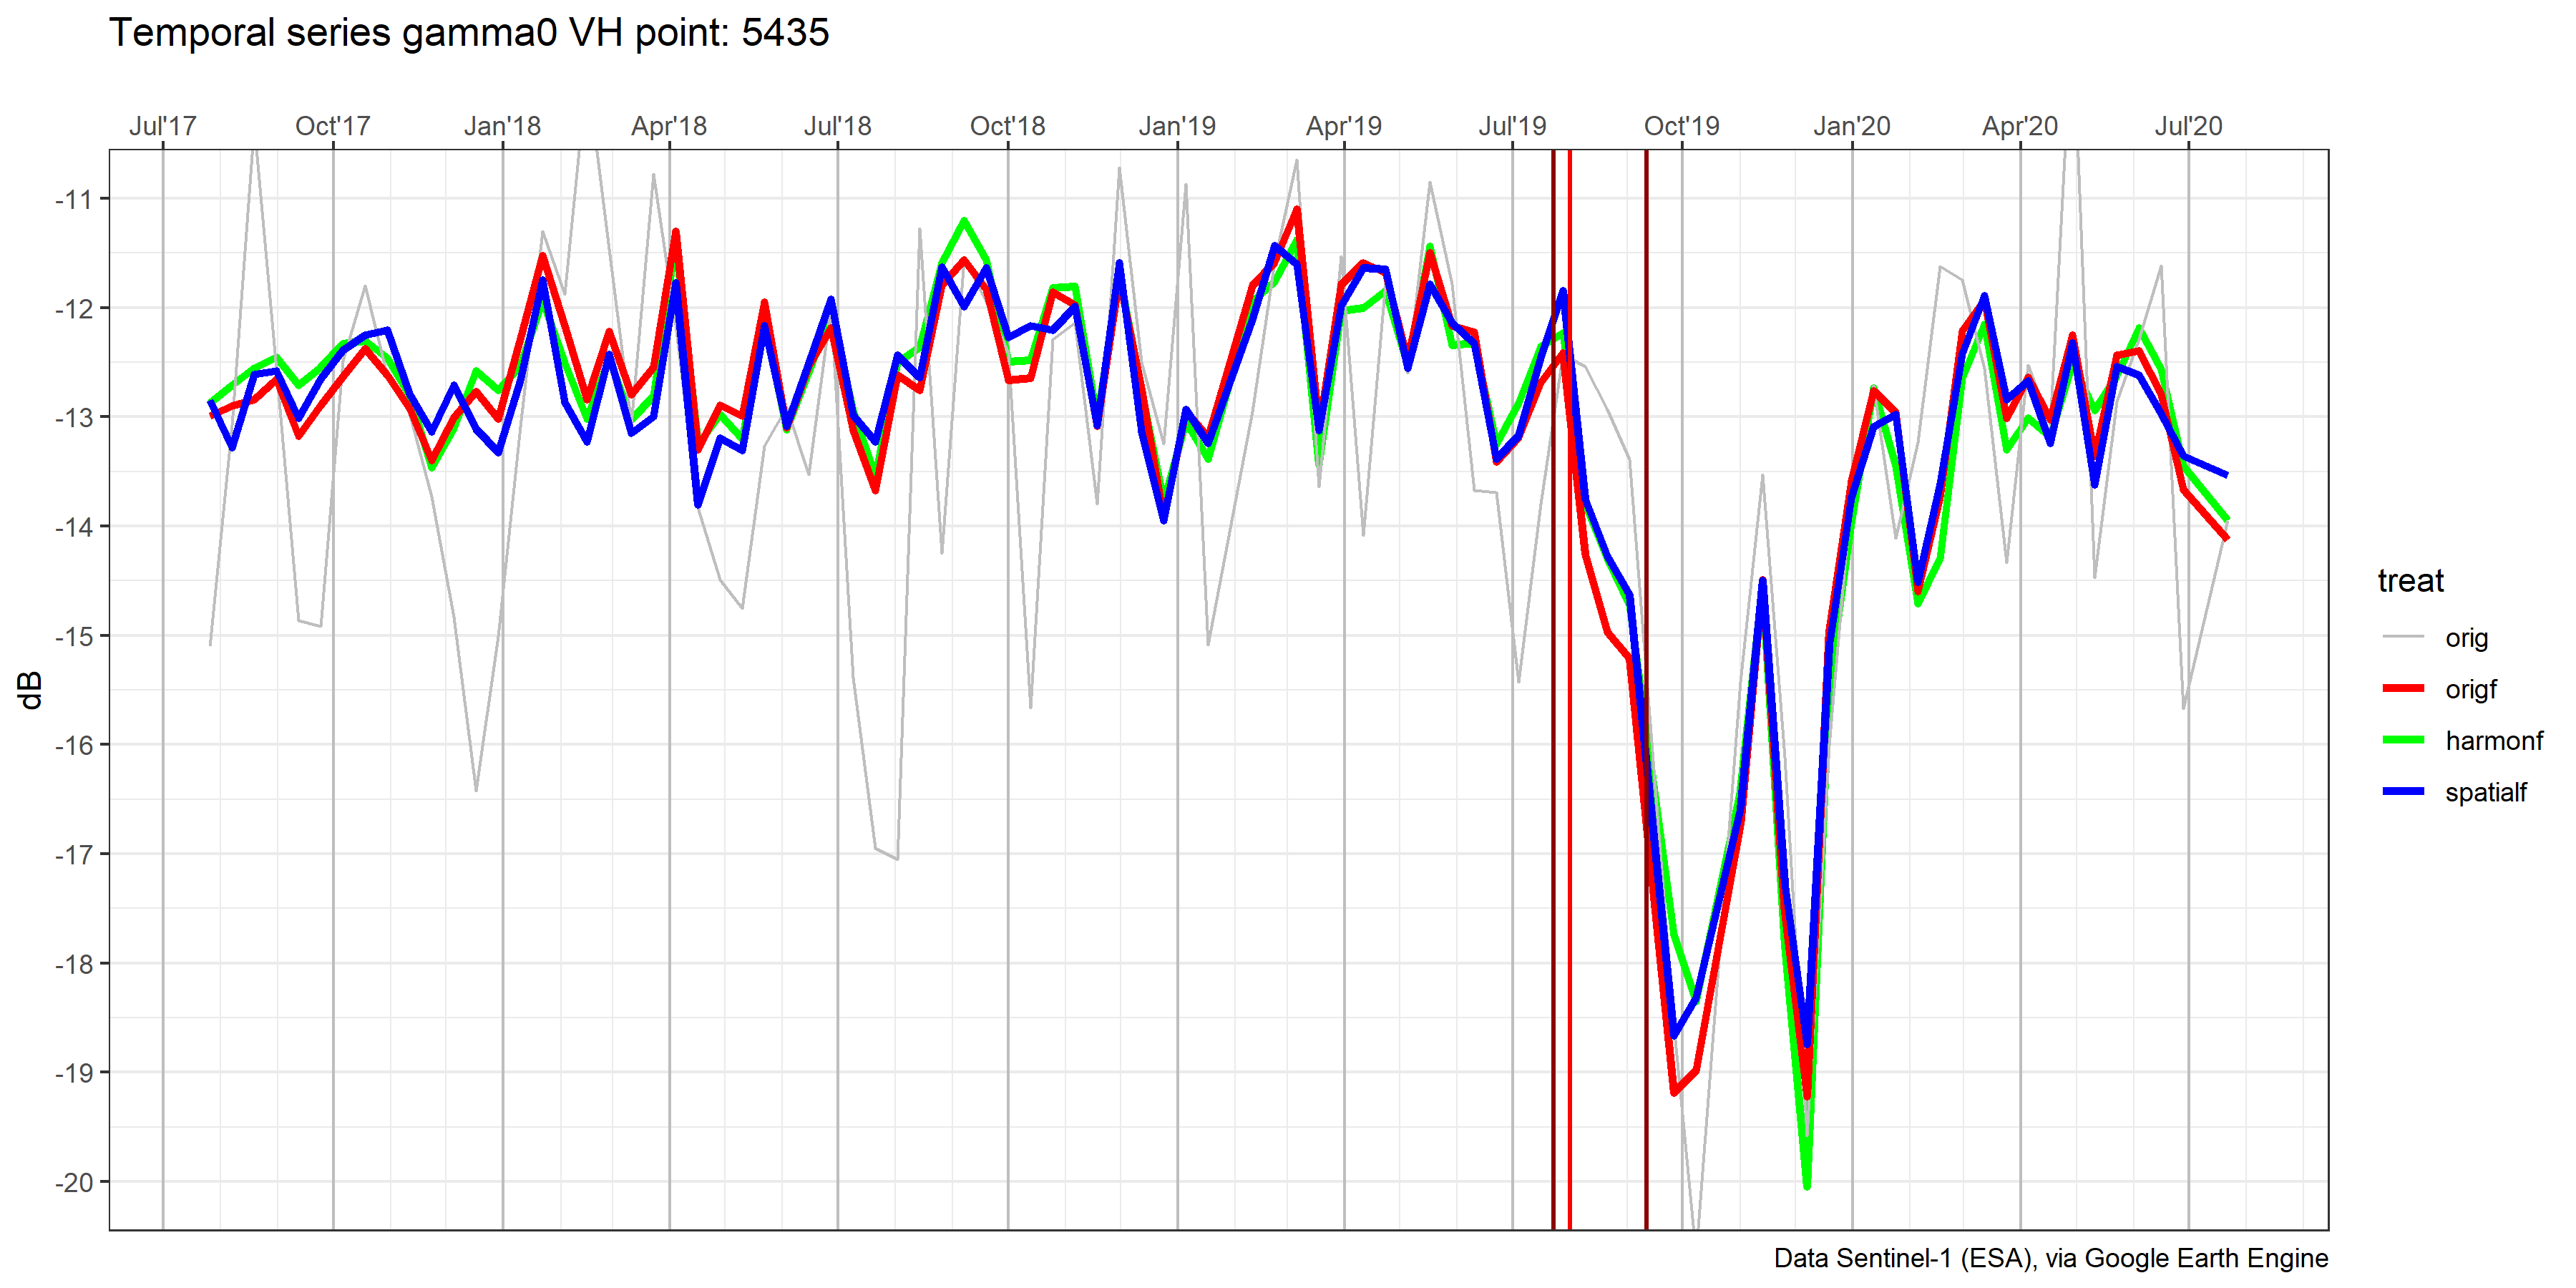 Temporal series gamma0 VH point: 5435
Jul'17 Oct'17 Jan'18 Apr'18 Jul'18 Oct'18 Jan'19 Apr'19 Jul'19 Oct'19 Jan'20 Apr'20 Jul'20
-11
-12
-13
-14
-15
-16
-17
-18
-19
-20
dB
treat
orig
origf
harmonf
spatialf
Data Sentinel-1 (ESA), via Google Earth Engine